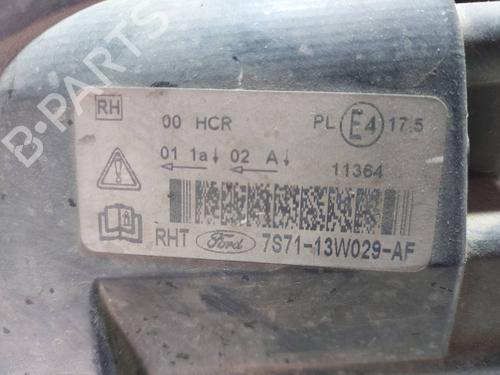 B-PARTS
RH 00 HCR PL E4 17.5
01 1a↓ 02 A↓ 11364
RHT Ford 7S71-13W029-AF